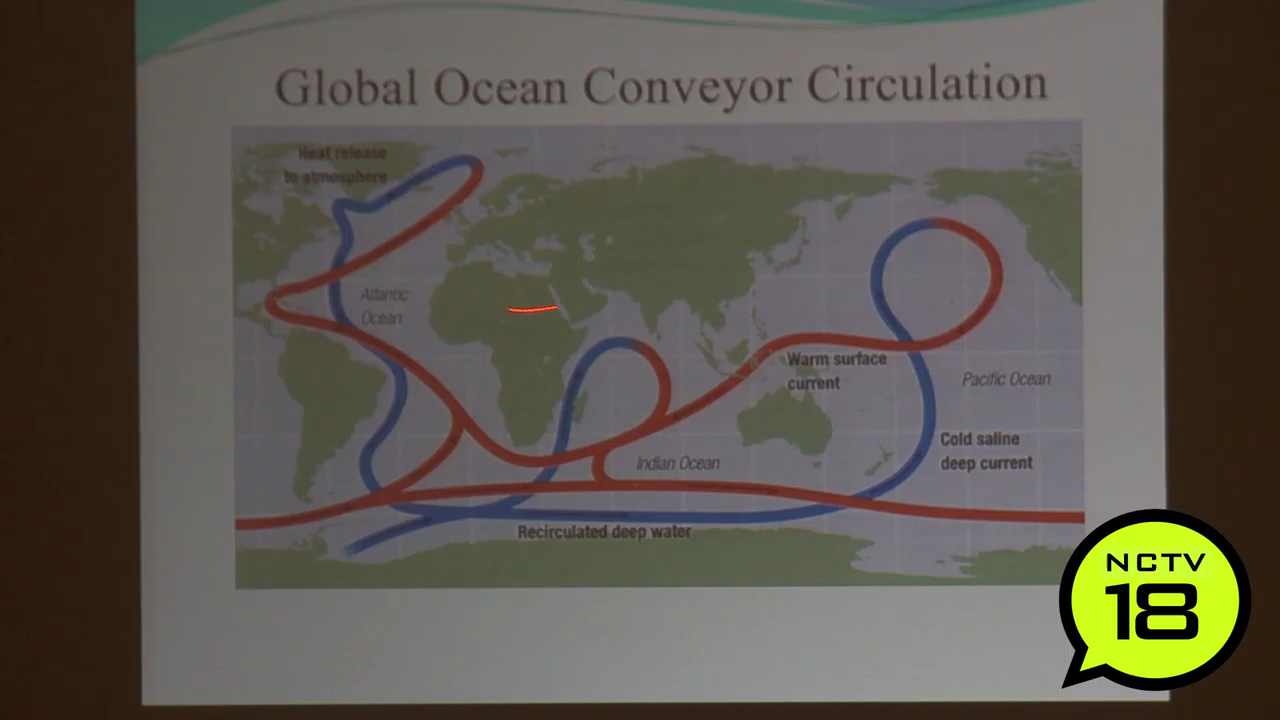 Global Ocean Conveyor Circulation
Heat release
to atmosphere
Atlantic
Ocean
Warm surface
current
Pacific Ocean
Cold saline
deep current
Indian Ocean
Recirculated deep water
NCTV
18